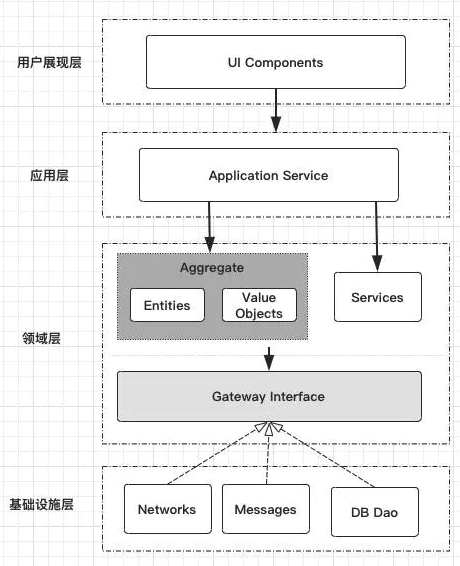 用户展现层
UI Components
应用层
Application Service
领域层
Aggregate
Entities
Value
Objects
Services
Gateway Interface
基础设施层
Networks
Messages
DB Dao